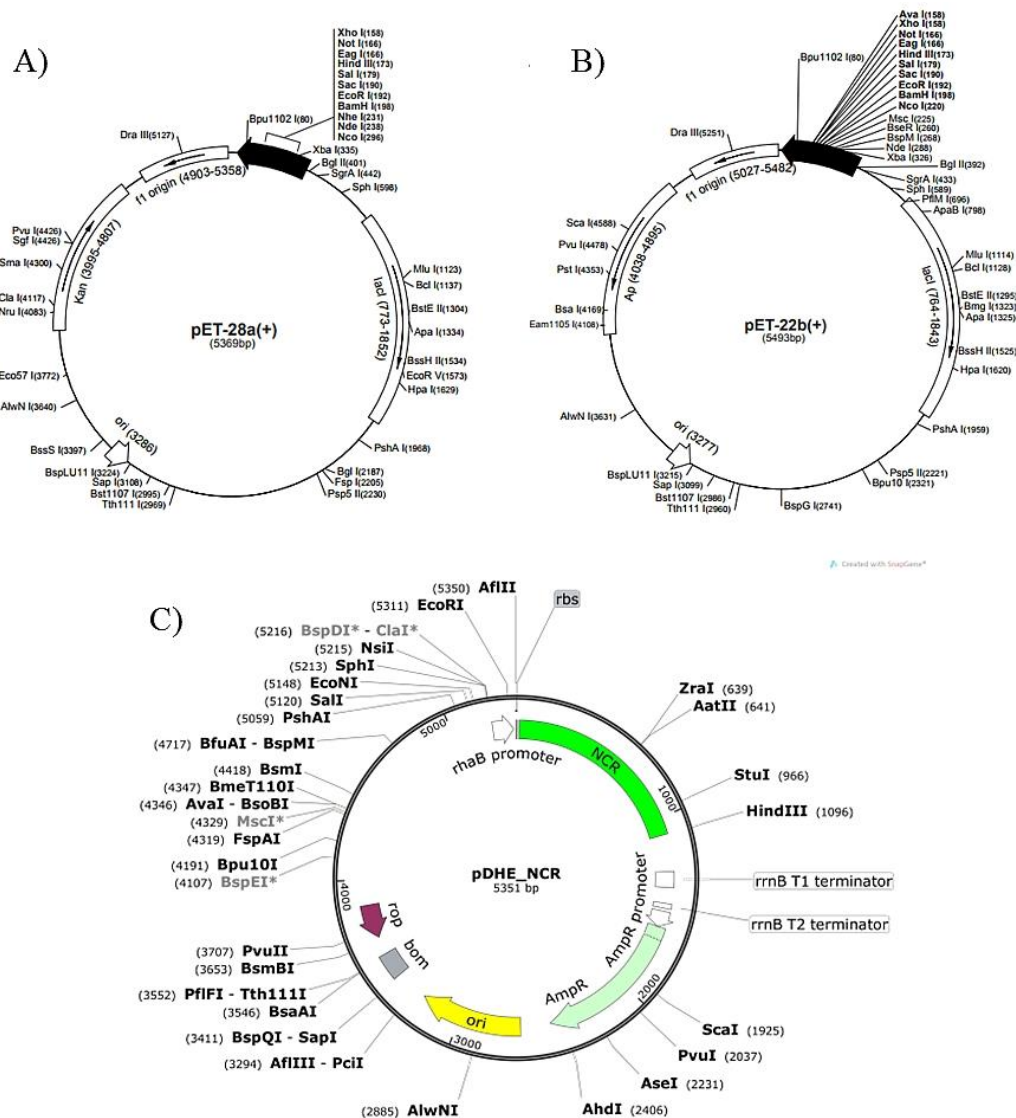 A)
Xho I(158)
Not I(166)
Eag I(166)
Hind III(173)
Sal I(179)
Sac I(190)
EcoR I(192)
BamH I(198)
Nhe I(231)
Nde I(238)
Nco I(296)
Bpu1102 I(80)
Dra III(5127)
Xba I(335)
Bgl II(401)
SgrA I(442)
Sph I(598)
f1 origin (4903-5358)
Pvu I(4426)
Sgf I(4426)
Sma I(4300)
Cla I(4117)
Nru I(4083)
Kan (3995-4807)
Mlu I(1123)
Bcl I(1137)
BstE II(1304)
Apa I(1334)
lacI (773-1852)
BssH II(1534)
EcoR V(1573)
Hpa I(1629)
pET-28a(+)
(5369bp)
Eco57 I(3772)
AlwN I(3640)
ori (3286)
BssS I(3397)
BspLU11 I(3224)
Sap I(3108)
Bst1107 I(2995)
Tth111 I(2969)
PshA I(1968)
Bgl I(2187)
Fsp I(2205)
Psp5 II(2230)
B)
Ava I(158)
Xho I(158)
Not I(166)
Eag I(166)
Hind III(173)
Sal I(179)
Sac I(190)
EcoR I(192)
BamH I(198)
Nco I(220)
Msc I(225)
BseR I(260)
BspM I(268)
Nde I(288)
Xba I(326)
Bgl II(392)
Bpu1102 I(80)
Dra III(5251)
SgrA I(433)
Sph I(589)
PflM I(696)
ApaB I(798)
f1 origin (5027-5482)
Sca I(4588)
Pvu I(4478)
Pst I(4353)
Bsa I(4169)
Eam1105 I(4108)
Ap (4038-4895)
Mlu I(1114)
Bcl I(1128)
BstE II(1295)
Bmg I(1323)
Apa I(1325)
lacI (764-1843)
BssH II(1525)
Hpa I(1620)
pET-22b(+)
(5493bp)
AlwN I(3631)
ori (3277)
BspLU11 I(3215)
Sap I(3099)
Bst1107 I(2986)
Tth111 I(2960)
BspG I(2741)
PshA I(1959)
Psp5 II(2221)
Bpu10 I(2321)
Created with SnapGene®
C)
(5350) AflII
(5311) EcoRI
(5216) BspDI* - ClaI*
(5215) NsiI
(5213) SphI
(5148) EcoNI
(5120) SalI
(5059) PshAI
(4717) BfuAI - BspMI
(4418) BsmI
(4347) BmeT110I
(4346) AvaI - BsoBI
(4329) MscI*
(4319) FspAI
(4191) Bpu10I
(4107) BspEI*
(3707) PvuII
(3653) BsmBI
(3552) PflFI - Tth111I
(3546) BsaAI
(3411) BspQI - SapI
(3294) AflIII - PciI
(2885) AlwNI
rbs
ZraI (639)
AatII (641)
StuI (966)
HindIII (1096)
rrnB T1 terminator
rrnB T2 terminator
ScaI (1925)
PvuI (2037)
AseI (2231)
AhdI (2406)
5000
1000
4000
2000
3000
rhaB promoter
NCR
pDHE_NCR
5351 bp
AmpR promoter
AmpR
rop
bom
ori